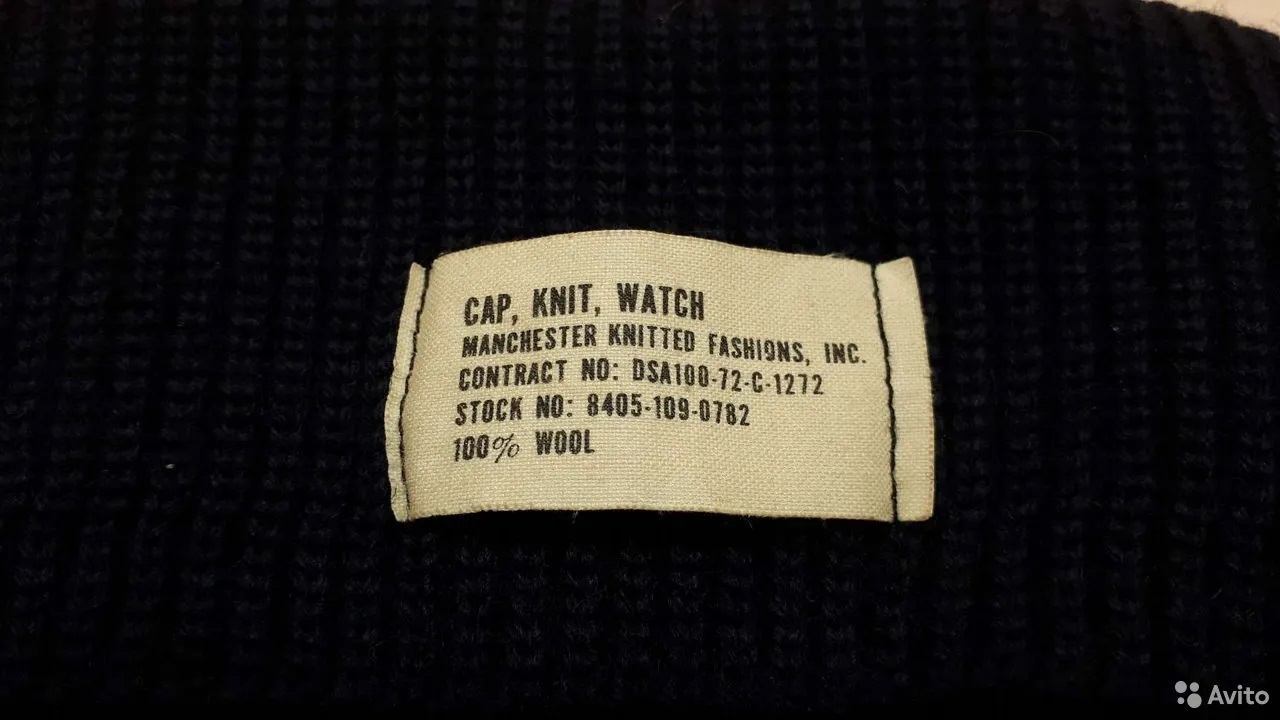 CAP, KNIT, WATCH
MANCHESTER KNITTED FASHIONS, INC.
CONTRACT NO: DSA100-72-C-1272
STOCK NO: 8405-109-0782
100% WOOL
Avito